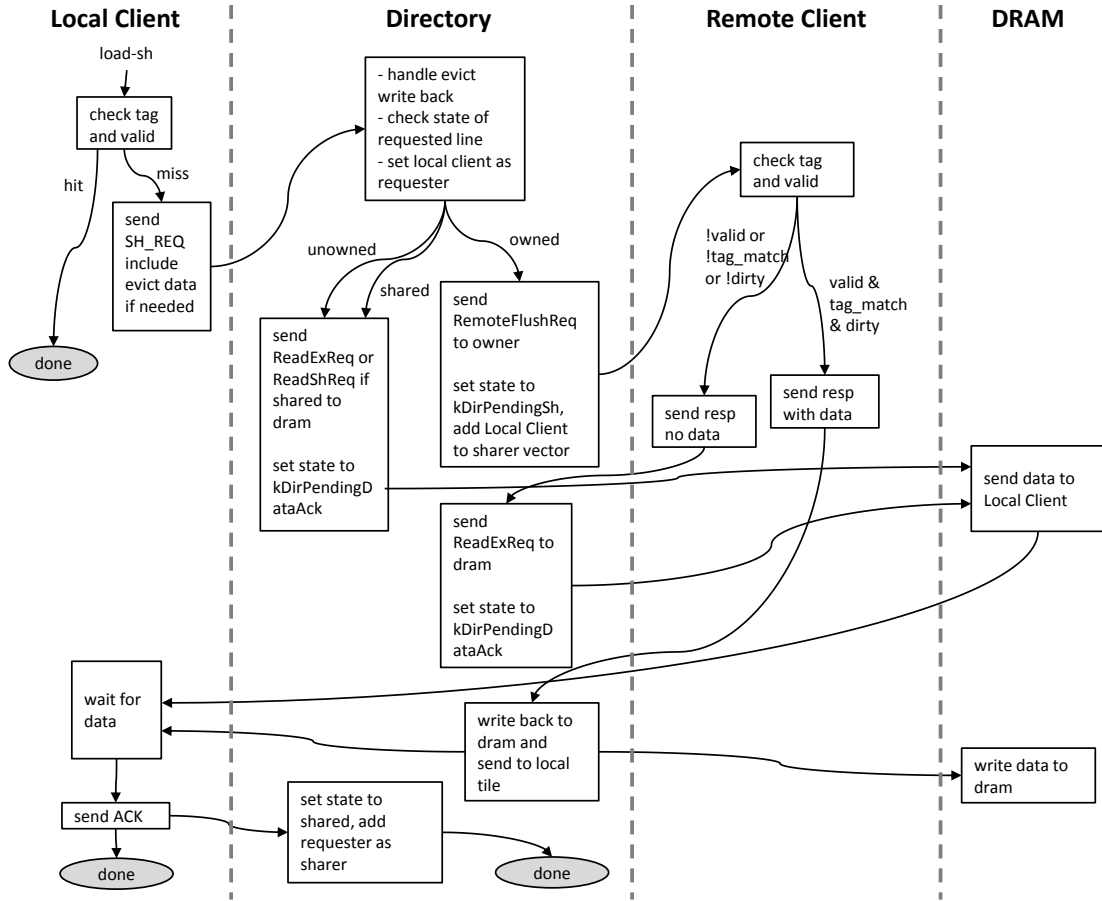 Local Client
Directory
Remote Client
DRAM
load-sh
check tag
and valid
hit
miss
send
SH_REQ
include
evict data
if needed
done
- handle evict
write back
- check state of
requested line
- set local client as
requester
unowned
shared
owned
send
ReadExReq or
ReadShReq if
shared to
dram
set state to
kDirPendingD
ataAck
send
RemoteFlushReq
to owner
set state to
kDirPendingSh,
add Local Client
to sharer vector
check tag
and valid
!valid or
!tag_match
or !dirty
valid &
tag_match
& dirty
send resp
no data
send resp
with data
send
ReadExReq to
dram
set state to
kDirPendingD
ataAck
send data to
Local Client
wait for
data
write back to
dram and
send to local
tile
write data to
dram
send ACK
done
set state to
shared, add
requester as
sharer
done